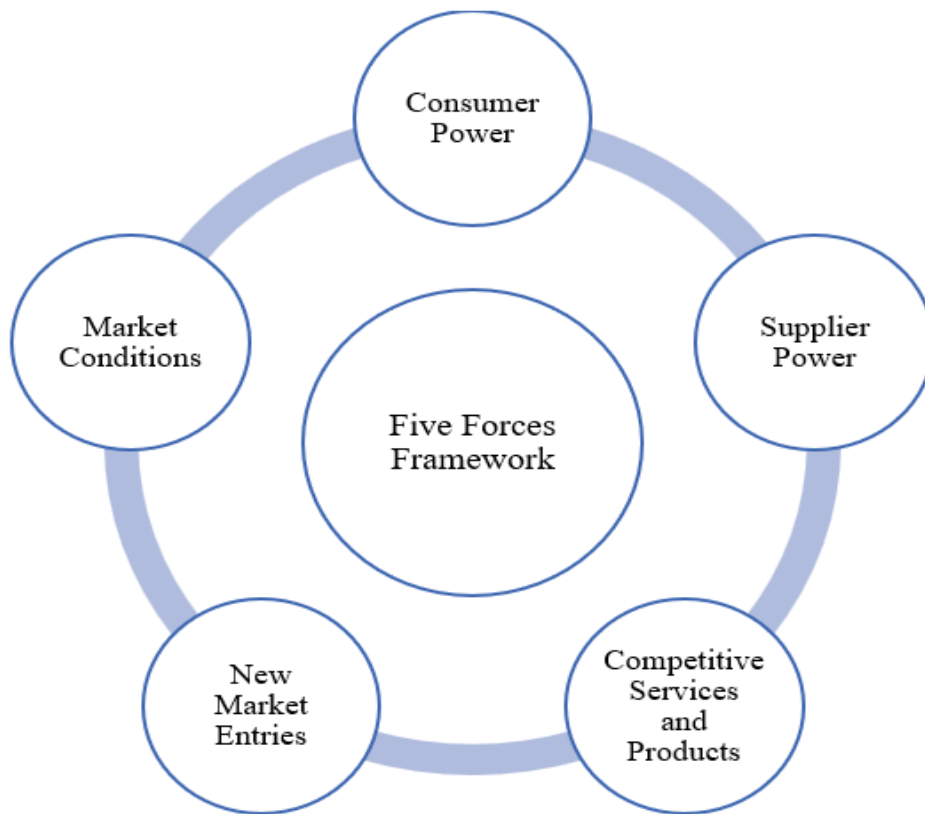 Consumer
Power
Supplier
Power
Competitive
Services
and
Products
New
Market
Entries
Market
Conditions
Five Forces
Framework